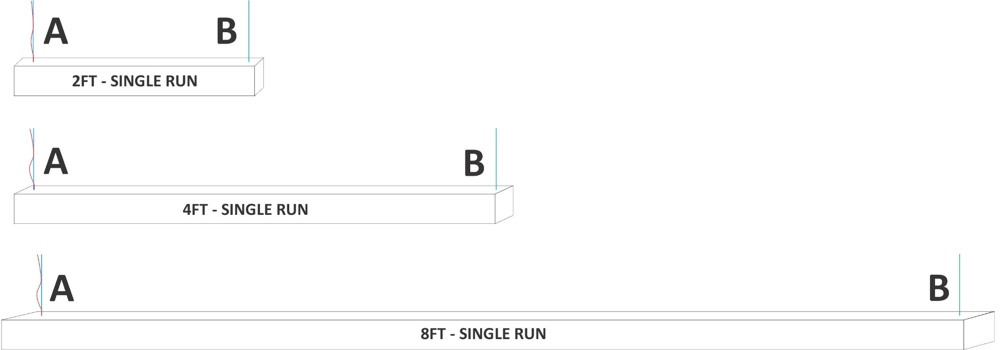 A B
2FT - SINGLE RUN
A B
4FT - SINGLE RUN
A B
8FT - SINGLE RUN